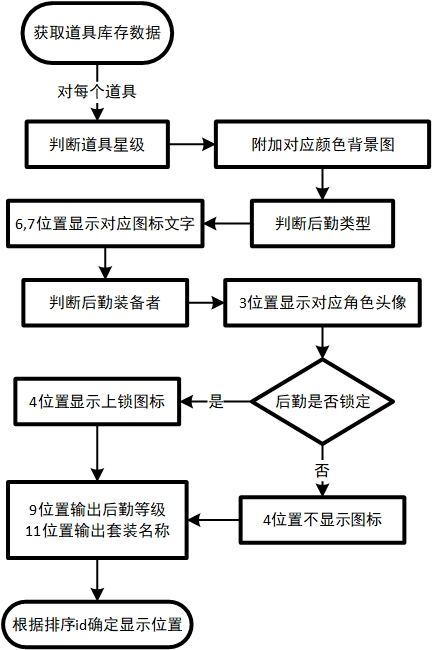 获取道具库存数据
对每个道具
判断道具星级
附加对应颜色背景图
判断后勤类型
6,7位置显示对应图标文字
判断后勤装备者
3位置显示对应角色头像
后勤是否锁定
是
4位置显示上锁图标
否
4位置不显示图标
9位置输出后勤等级
11位置输出套装名称
根据排序id确定显示位置